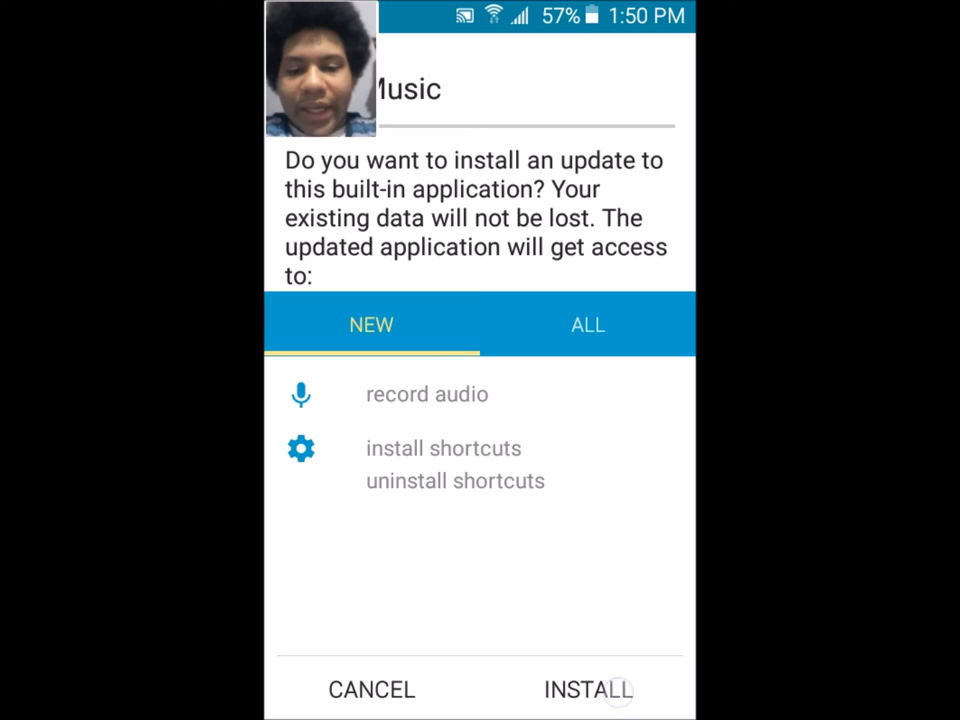 57% 1:50 PM
Music
Do you want to install an update to
this built-in application? Your
existing data will not be lost. The
updated application will get access
to:
NEW ALL
record audio
install shortcuts
uninstall shortcuts
CANCEL INSTALL